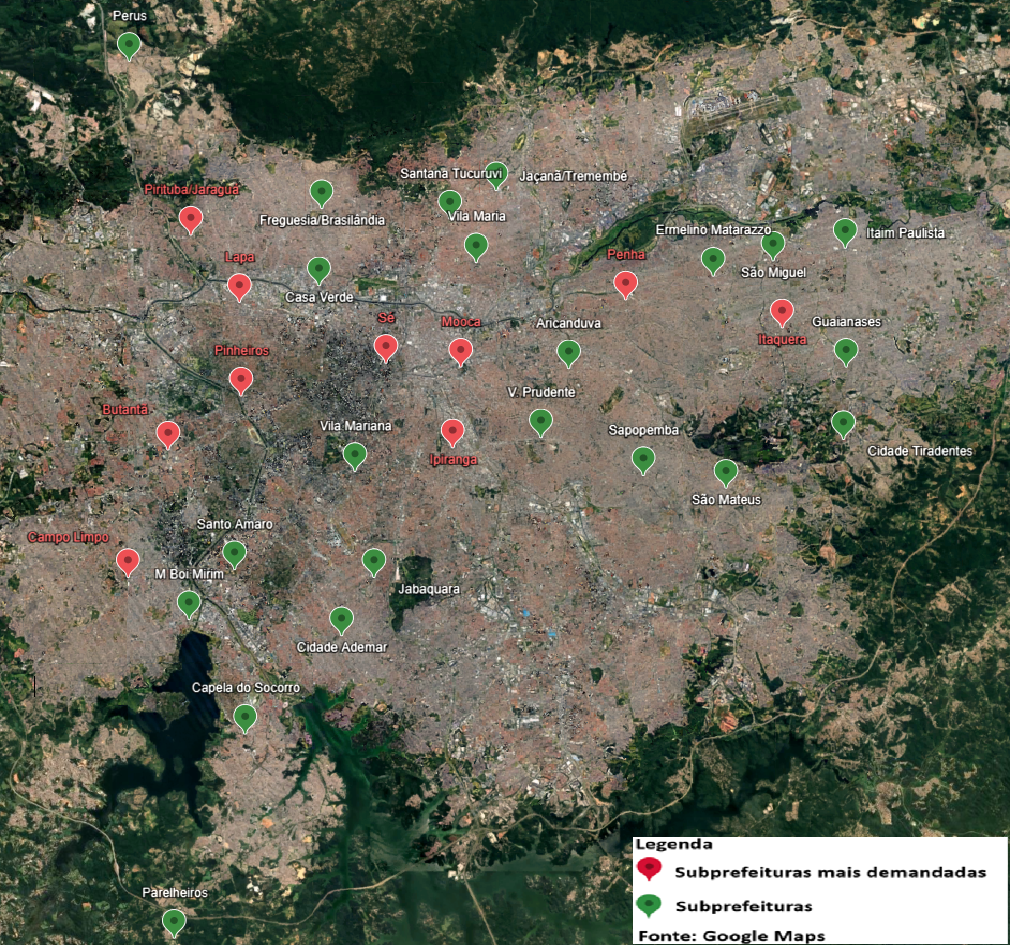 Perus
Santana Tucuruvi
Jaçanã/Tremembé
Pirituba/Jaraguá
Freguesia/Brasilândia
Vila Maria
Ermelino Matarazzo
Itaim Paulista
Lapa
Penha
São Miguel
Casa Verde
Sé
Mooca
Aricanduva
Itaquera
Guaianases
Pinheiros
V. Prudente
Butantã
Vila Mariana
Sapopemba
Ipiranga
Cidade Tiradentes
São Mateus
Santo Amaro
Campo Limpo
M Boi Mirim
Jabaquara
Cidade Ademar
Capela do Socorro
Parelheiros
Legenda
Subprefeituras mais demandadas
Subprefeituras
Fonte: Google Maps